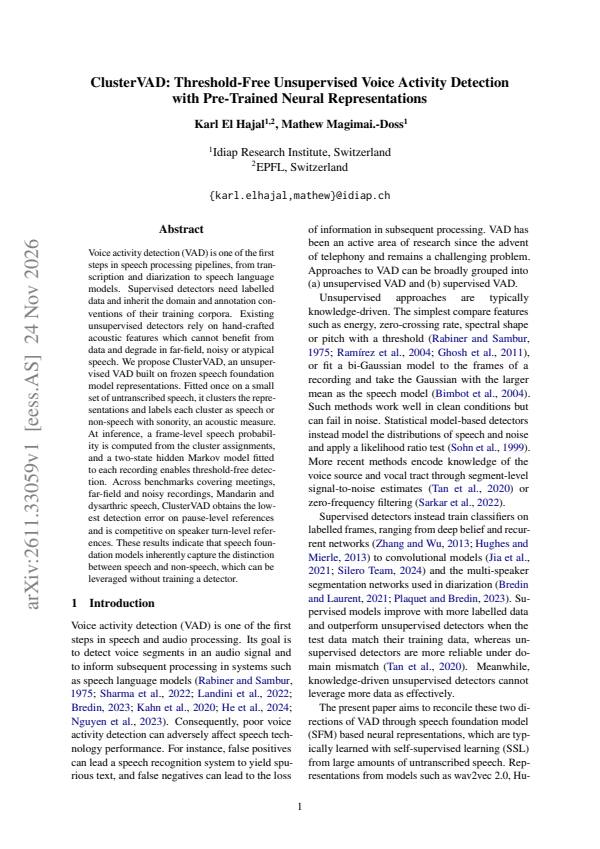 ClusterVAD: Threshold-Free Unsupervised Voice Activity Detection
with Pre-Trained Neural Representations
Karl El Hajal1,2, Mathew Magimai.-Doss1
1Idiap Research Institute, Switzerland
2EPFL, Switzerland
{karl.elhajal,mathew}@idiap.ch
arXiv:2611.33059v1 [eess.AS] 24 Nov 2026
Abstract
Voice activity detection (VAD) is one of the first
steps in speech processing pipelines, from tran-
scription and diarization to speech language
models. Supervised detectors need labelled
data and inherit the domain and annotation con-
ventions of their training corpora. Existing
unsupervised detectors rely on hand-crafted
acoustic features which cannot benefit from
data and degrade in far-field, noisy or atypical
speech. We propose ClusterVAD, an unsuper-
vised VAD built on frozen speech foundation
model representations. Fitted once on a small
set of untranscribed speech, it clusters the rep-
resentations and labels each cluster as speech or
non-speech with sonority, an acoustic measure.
At inference, a frame-level speech probabil-
ity is computed from the cluster assignments,
and a two-state hidden Markov model fitted
to each recording enables threshold-free detec-
tion. Across benchmarks covering meetings,
far-field and noisy recordings, Mandarin and
dysarthric speech, ClusterVAD obtains the low-
est detection error on pause-level references
and is competitive on speaker turn-level refer-
ences. These results indicate that speech foun-
dation models inherently capture the distinction
between speech and non-speech, which can be
leveraged without training a detector.
1 Introduction
Voice activity detection (VAD) is one of the first
steps in speech and audio processing. Its goal is
to detect voice segments in an audio signal and
to inform subsequent processing in systems such
as speech language models (Rabiner and Sambur,
1975; Sharma et al., 2022; Landini et al., 2022;
Bredin, 2023; Kahn et al., 2020; He et al., 2024;
Nguyen et al., 2023). Consequently, poor voice
activity detection can adversely affect speech tech-
nology performance. For instance, false positives
can lead a speech recognition system to yield spu-
rious text, and false negatives can lead to the loss
of information in subsequent processing. VAD has
been an active area of research since the advent
of telephony and remains a challenging problem.
Approaches to VAD can be broadly grouped into
(a) unsupervised VAD and (b) supervised VAD.
Unsupervised approaches are typically
knowledge-driven. The simplest compare features
such as energy, zero-crossing rate, spectral shape
or pitch with a threshold (Rabiner and Sambur,
1975; Ramírez et al., 2004; Ghosh et al., 2011),
or fit a bi-Gaussian model to the frames of a
recording and take the Gaussian with the larger
mean as the speech model (Bimbot et al., 2004).
Such methods work well in clean conditions but
can fail in noise. Statistical model-based detectors
instead model the distributions of speech and noise
and apply a likelihood ratio test (Sohn et al., 1999).
More recent methods encode knowledge of the
voice source and vocal tract through segment-level
signal-to-noise estimates (Tan et al., 2020) or
zero-frequency filtering (Sarkar et al., 2022).
Supervised detectors instead train classifiers on
labelled frames, ranging from deep belief and recur-
rent networks (Zhang and Wu, 2013; Hughes and
Mierle, 2013) to convolutional models (Jia et al.,
2021; Silero Team, 2024) and the multi-speaker
segmentation networks used in diarization (Bredin
and Laurent, 2021; Plaquet and Bredin, 2023). Su-
pervised models improve with more labelled data
and outperform unsupervised detectors when the
test data match their training data, whereas un-
supervised detectors are more reliable under do-
main mismatch (Tan et al., 2020). Meanwhile,
knowledge-driven unsupervised detectors cannot
leverage more data as effectively.
The present paper aims to reconcile these two di-
rections of VAD through speech foundation model
(SFM) based neural representations, which are typ-
ically learned with self-supervised learning (SSL)
from large amounts of untranscribed speech. Rep-
resentations from models such as wav2vec 2.0, Hu-
1